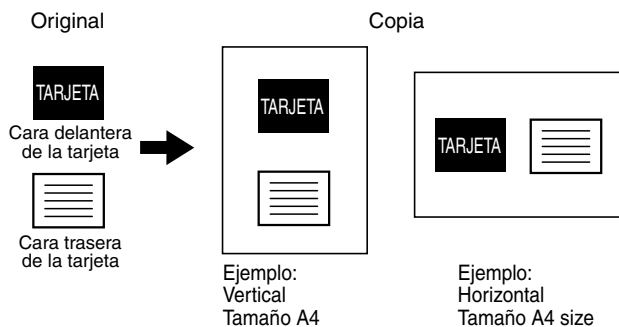 Original
Copia
TARJETA
Cara delantera
de la tarjeta
Cara trasera
de la tarjeta
TARJETA
Ejemplo:
Vertical
Tamaño A4
TARJETA
Ejemplo:
Horizontal
Tamaño A4 size